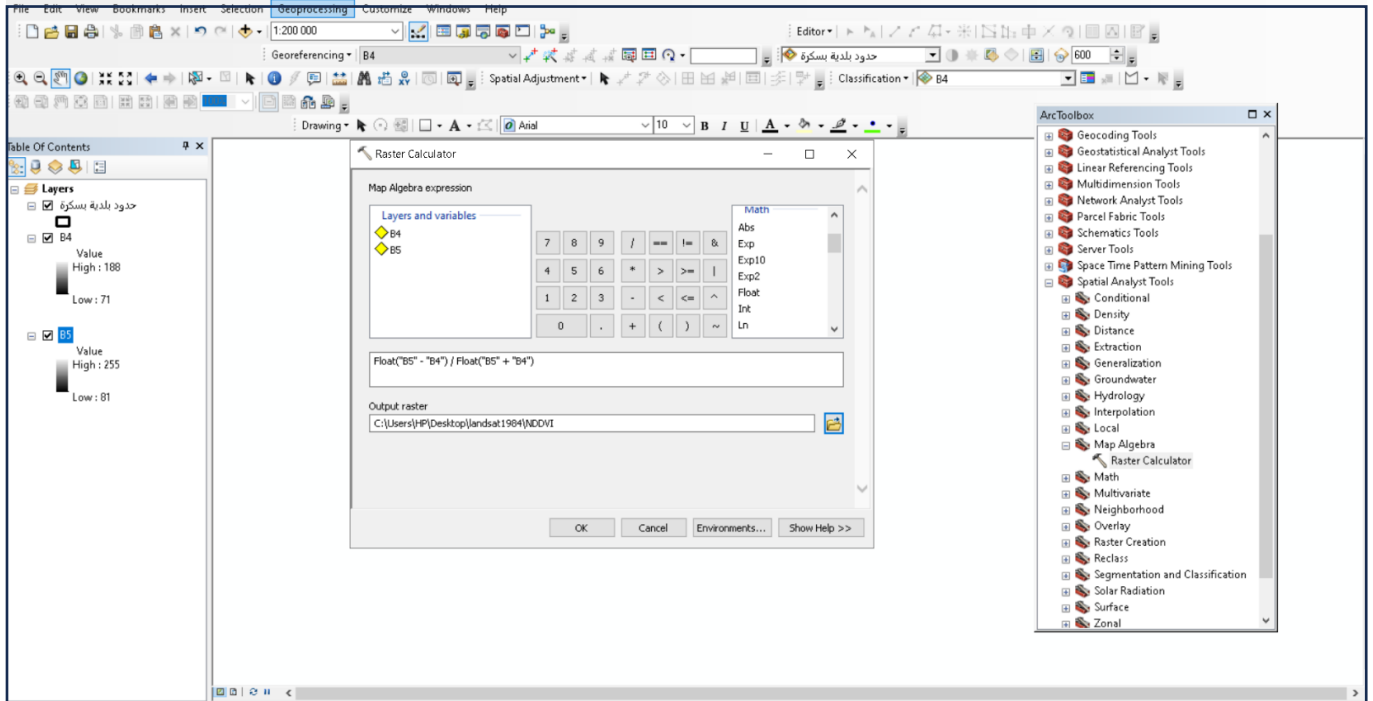 File Edit View Bookmarks Insert Selection Geoprocessing Customize Windows Help
1:200 000
Editor
Georeferencing B4
حدود بلدية بسكرة
600
Spatial Adjustment
Classification B4
Drawing
Arial
10
B I U A
Table Of Contents
Layers
حدود بلدية بسكرة
B4
Value
High : 188
Low : 71
B5
Value
High : 255
Low : 81
Raster Calculator
Map Algebra expression
Layers and variables
B4
B5
7 8 9 / == != &
4 5 6 * > >= |
1 2 3 - < <= ^
0 . + ( ) ~
Math
Abs
Exp
Exp10
Exp2
Float
Int
Ln
Float("B5" - "B4") / Float("B5" + "B4")
Output raster
C:\Users\HP\Desktop\landsat1984\NDDVI
OK
Cancel
Environments...
Show Help >>
ArcToolbox
Geocoding Tools
Geostatistical Analyst Tools
Linear Referencing Tools
Multidimension Tools
Network Analyst Tools
Parcel Fabric Tools
Schematics Tools
Server Tools
Space Time Pattern Mining Tools
Spatial Analyst Tools
Conditional
Density
Distance
Extraction
Generalization
Groundwater
Hydrology
Interpolation
Local
Map Algebra
Raster Calculator
Math
Multivariate
Neighborhood
Overlay
Raster Creation
Reclass
Segmentation and Classification
Solar Radiation
Surface
Zonal